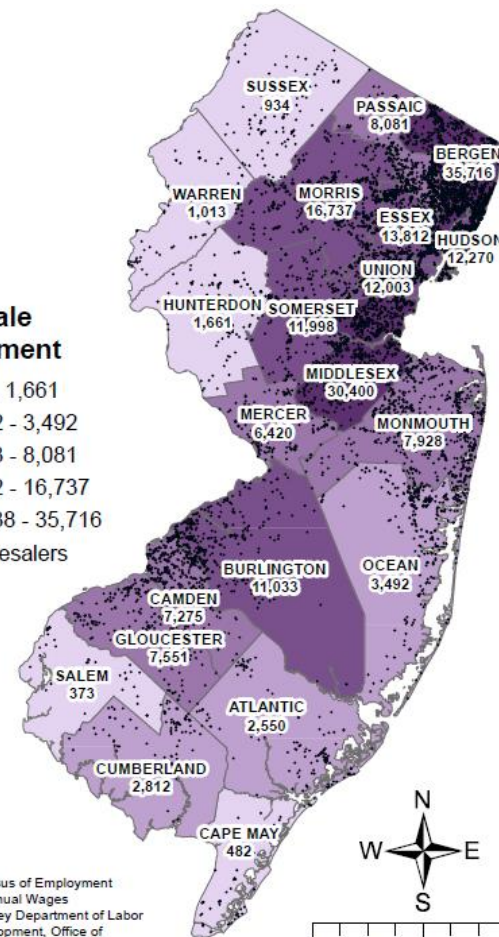 SUSSEX
934
PASSAIC
8,081
BERGEN
35,716
WARREN
1,013
MORRIS
16,737
ESSEX
13,812
HUDSON
12,270
UNION
12,003
HUNTERDON
1,661
SOMERSET
11,998
MIDDLESEX
30,400
MERCER
6,420
MONMOUTH
7,928
ale
ment
1,661
2 - 3,492
3 - 8,081
2 - 16,737
38 - 35,716
esalers
BURLINGTON
11,033
OCEAN
3,492
CAMDEN
7,275
GLOUCESTER
7,551
SALEM
373
ATLANTIC
2,550
CUMBERLAND
2,812
CAPE MAY
482
N
W E
S
us of Employment
nual Wages
ey Department of Labor
opment, Office of